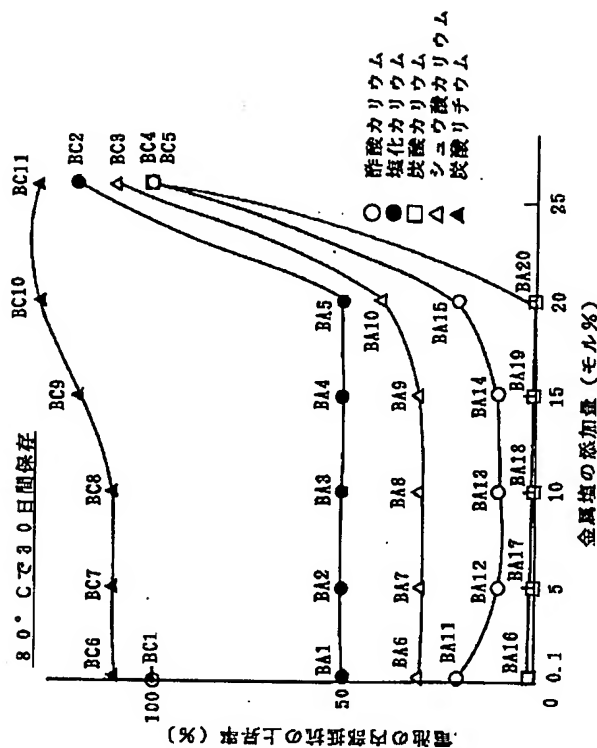 80°Cで30日間保存
電池の内部抵抗の上昇率 (%)
100
50
0
BC6
BC7
BC8
BC9
BC10
BC11
BC1
BC2
BC3
BC4
BC5
BA1
BA2
BA3
BA4
BA5
BA6
BA7
BA8
BA9
BA10
BA11
BA12
BA13
BA14
BA15
BA16
BA17
BA18
BA19
BA20
○ 酢酸カリウム
● 塩化カリウム
□ 炭酸カリウム
△ シュウ酸カリウム
▲ 炭酸リチウム
0.1
5
10
15
20
25
金属塩の添加量 (モル%)